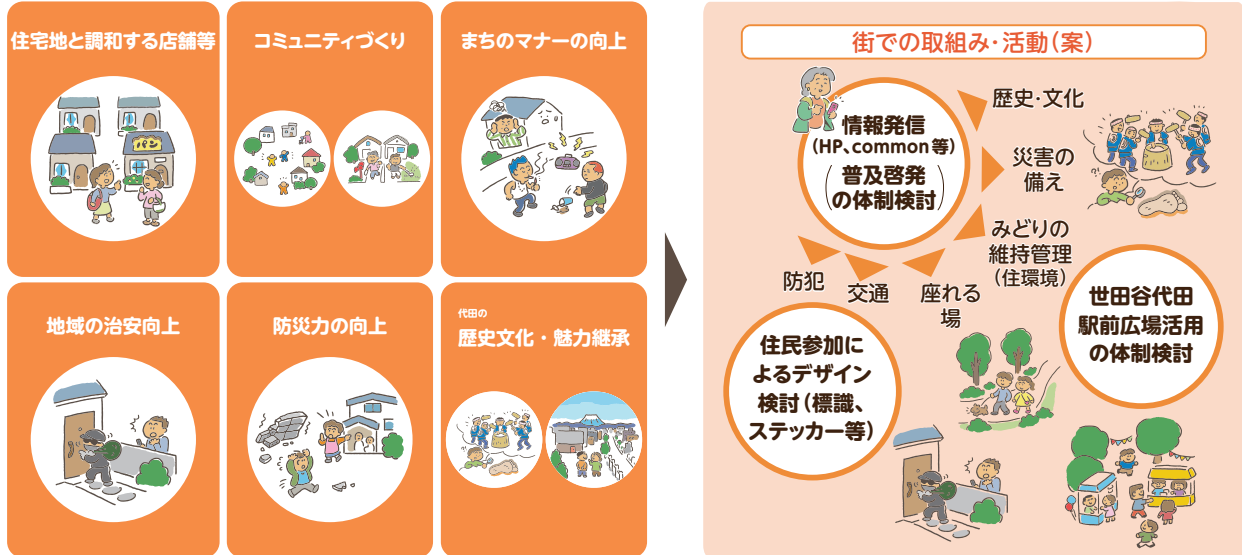 住宅地と調和する店舗等
コミュニティづくり
まちのマナーの向上
パン
地域の治安向上
防災力の向上
代田の
歴史文化・魅力継承
街での取組み・活動（案）
情報発信
（HP、common等）
（普及啓発
の体制検討）
歴史・文化
災害の
備え
みどりの
維持管理
（住環境）
防犯
交通
座れる
場
住民参加に
よるデザイン
検討（標識、
ステッカー等）
世田谷代田
駅前広場活用
の体制検討